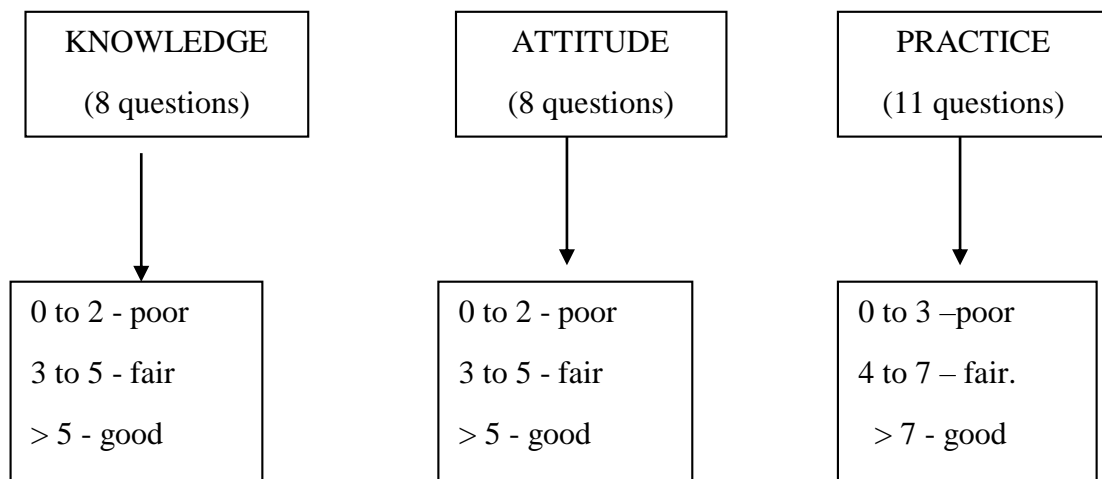 KNOWLEDGE
(8 questions)
ATTITUDE
(8 questions)
PRACTICE
(11 questions)
0 to 2 - poor
3 to 5 - fair
> 5 - good
0 to 2 - poor
3 to 5 - fair
> 5 - good
0 to 3 –poor
4 to 7 – fair.
> 7 - good